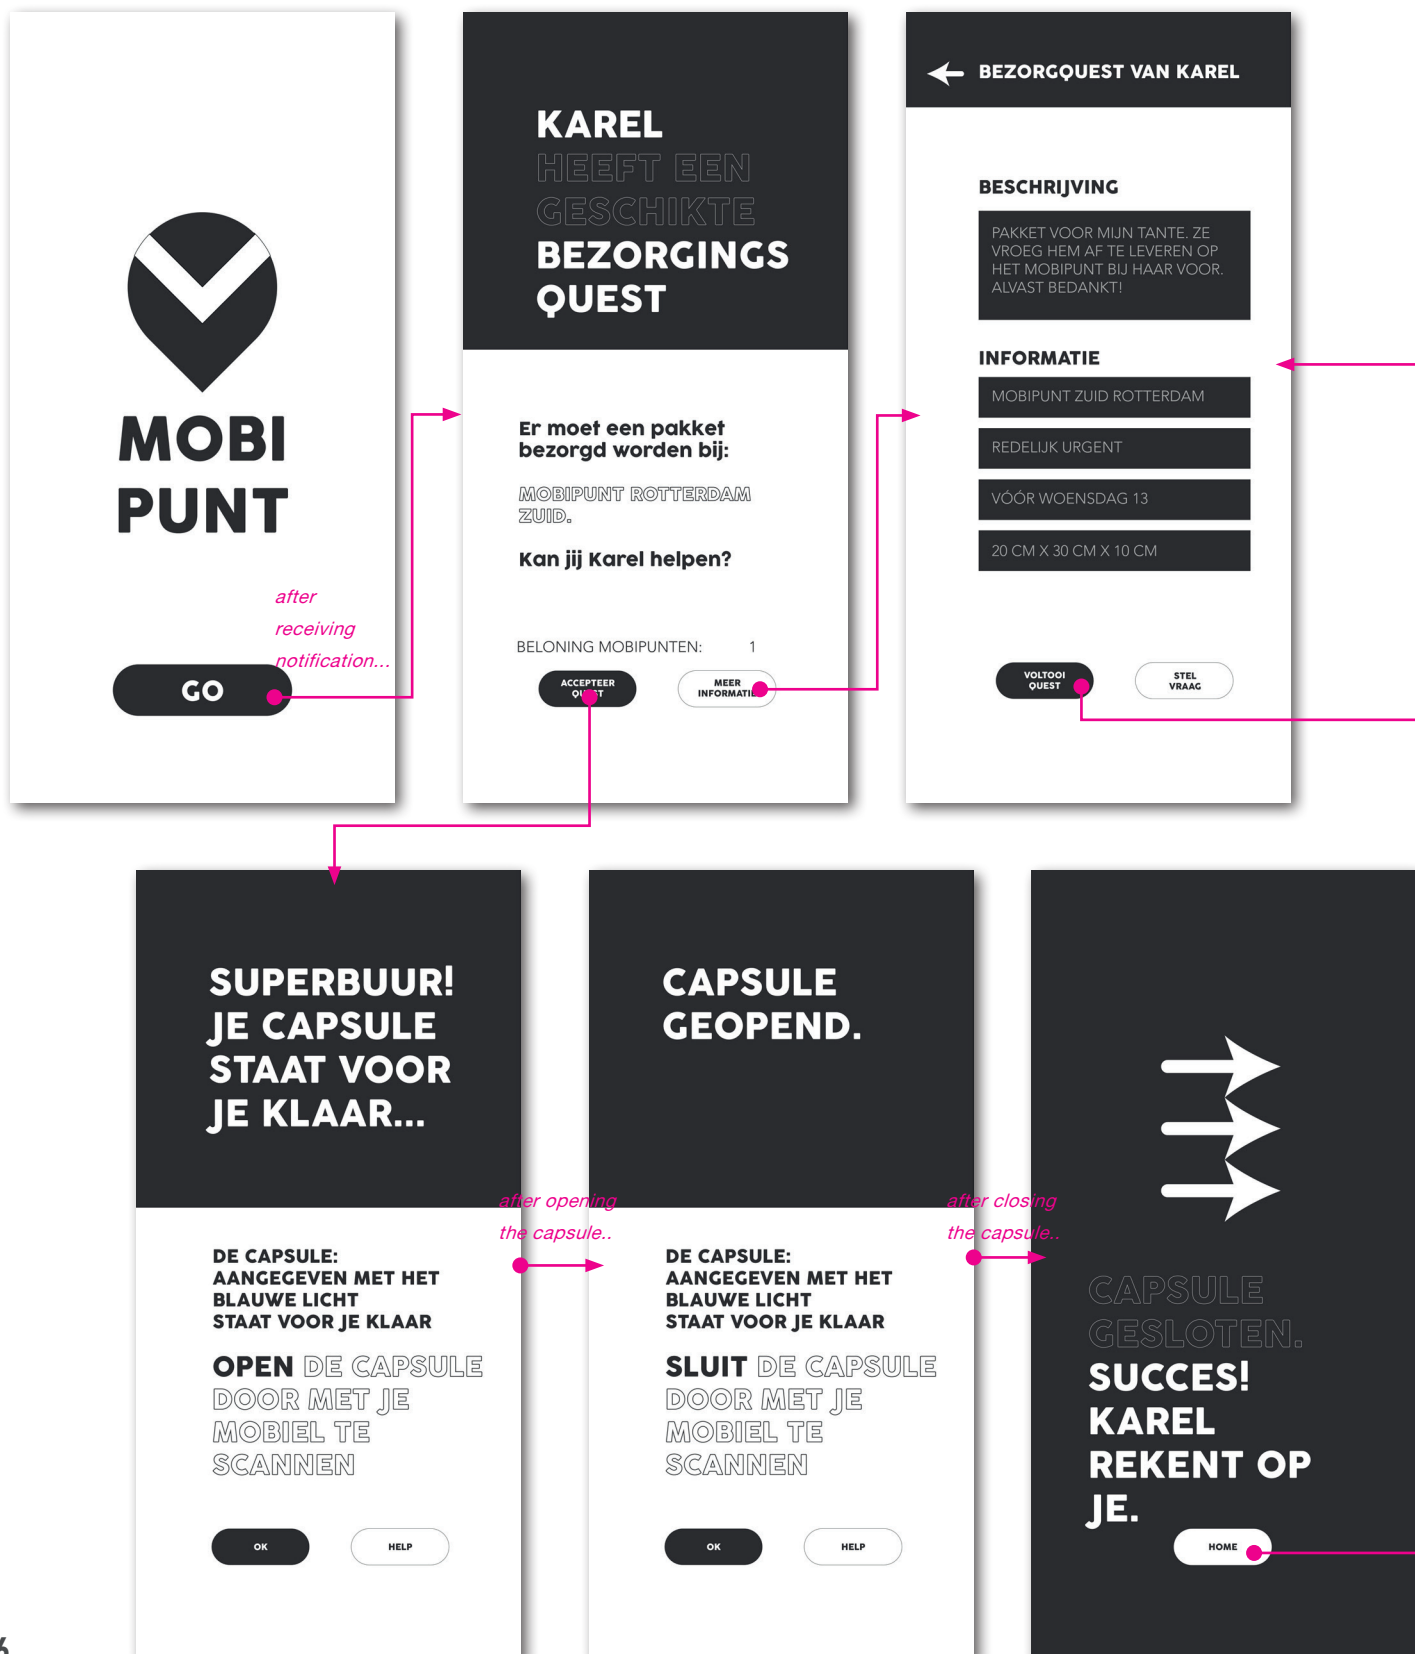 MOBI
PUNT
after
receiving
notification...
GO
KAREL
HEEFT EEN
GESCHIKTE
BEZORGINGS
QUEST
Er moet een pakket
bezorgd worden bij:
MOBIPUNT ROTTERDAM
ZUID.
Kan jij Karel helpen?
BELONING MOBIPUNTEN: 1
ACCEPTEER
QUEST
MEER
INFORMATIE
BEZORGQUEST VAN KAREL
BESCHRIJVING
PAKKET VOOR MIJN TANTE. ZE
VROEG HEM AF TE LEVEREN OP
HET MOBIPUNT BIJ HAAR VOOR.
ALVAST BEDANKT!
INFORMATIE
MOBIPUNT ZUID ROTTERDAM
REDELIJK URGENT
VÓÓR WOENSDAG 13
20 CM X 30 CM X 10 CM
VOLTOOI
QUEST
STEL
VRAAG
SUPERBUUR!
JE CAPSULE
STAAT VOOR
JE KLAAR...
DE CAPSULE:
AANGEGEVEN MET HET
BLAUWE LICHT
STAAT VOOR JE KLAAR
OPEN DE CAPSULE
DOOR MET JE
MOBIEL TE
SCANNEN
OK
HELP
after opening
the capsule..
CAPSULE
GEOPEND.
DE CAPSULE:
AANGEGEVEN MET HET
BLAUWE LICHT
STAAT VOOR JE KLAAR
SLUIT DE CAPSULE
DOOR MET JE
MOBIEL TE
SCANNEN
OK
HELP
after closing
the capsule..
CAPSULE
GESLOTEN.
SUCCES!
KAREL
REKENT OP
JE.
HOME